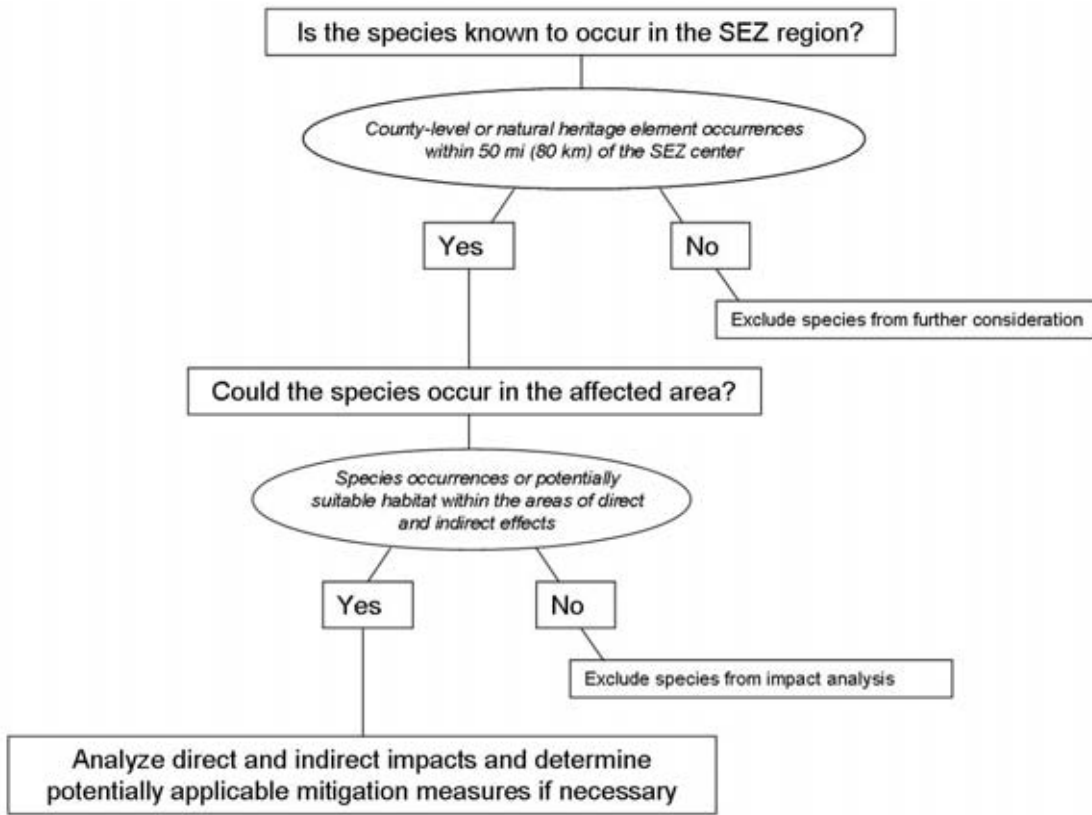 Is the species known to occur in the SEZ region?
County-level or natural heritage element occurrences
within 50 mi (80 km) of the SEZ center
Yes
No
Exclude species from further consideration
Could the species occur in the affected area?
Species occurrences or potentially
suitable habitat within the areas of direct
and indirect effects
Yes
No
Exclude species from impact analysis
Analyze direct and indirect impacts and determine
potentially applicable mitigation measures if necessary